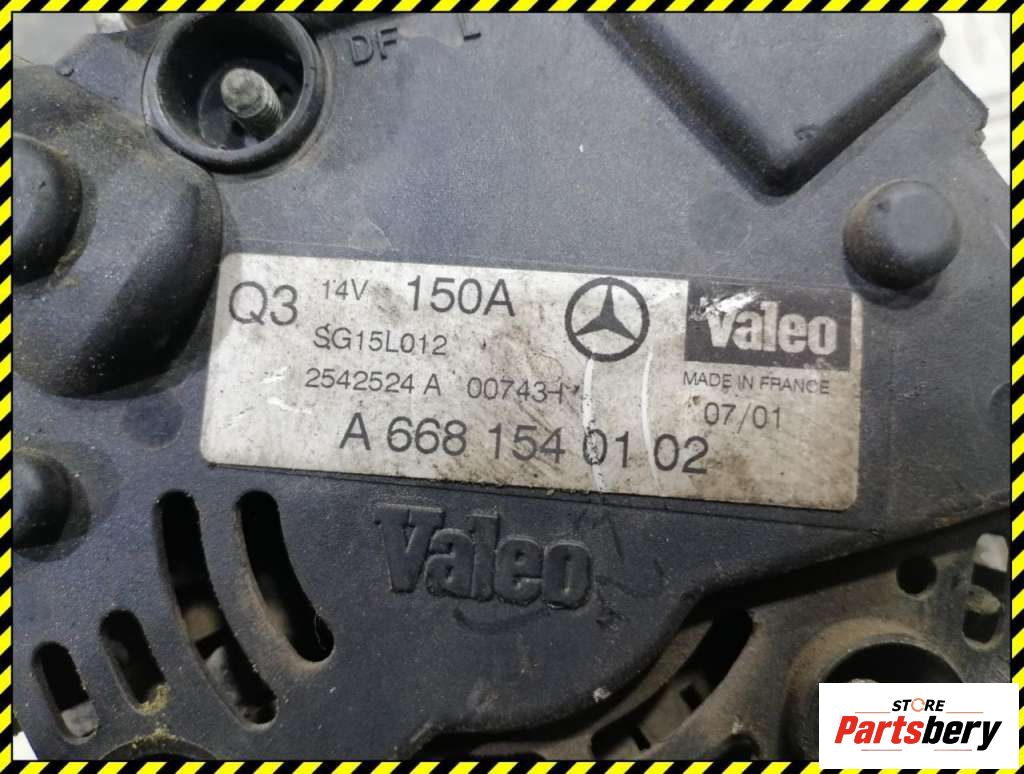 DF L
Q3 14V 150A
SG15L012
2542524 A
A 668 154 01 02
Valeo
MADE IN FRANCE
07/01
Valeo
STORE
Partsbery